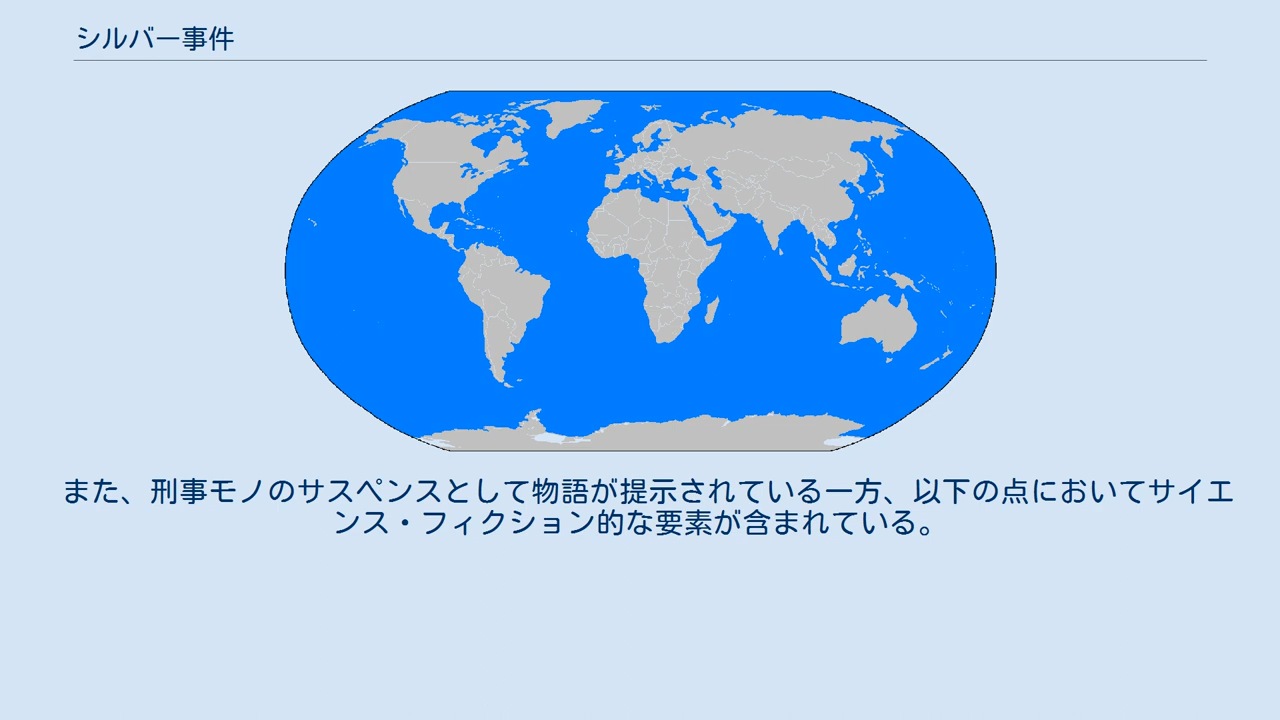 シルバー事件
また、刑事モノのサスペンスとして物語が提示されている一方、以下の点においてサイエ
ンス・フィクション的な要素が含まれている。